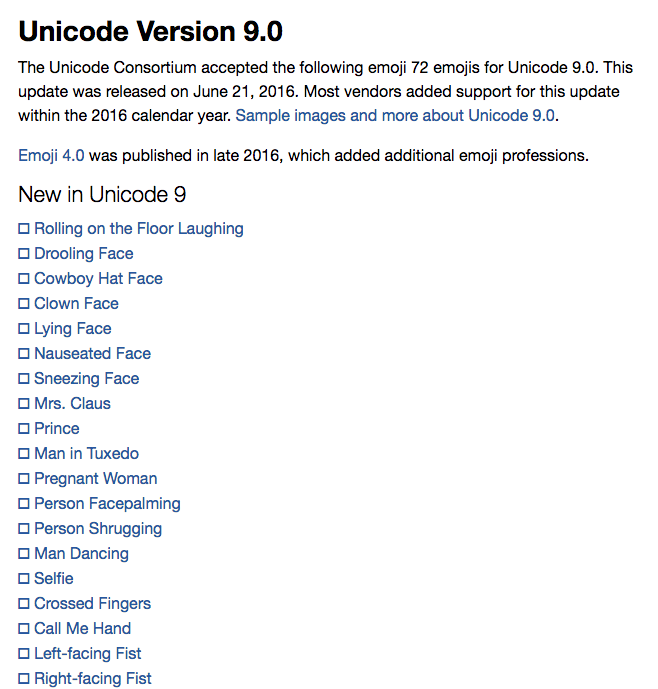 Unicode Version 9.0
The Unicode Consortium accepted the following emoji 72 emojis for Unicode 9.0. This
update was released on June 21, 2016. Most vendors added support for this update
within the 2016 calendar year. Sample images and more about Unicode 9.0.
Emoji 4.0 was published in late 2016, which added additional emoji professions.
New in Unicode 9
□ Rolling on the Floor Laughing
□ Drooling Face
□ Cowboy Hat Face
□ Clown Face
□ Lying Face
□ Nauseated Face
□ Sneezing Face
□ Mrs. Claus
□ Prince
□ Man in Tuxedo
□ Pregnant Woman
□ Person Facepalming
□ Person Shrugging
□ Man Dancing
□ Selfie
□ Crossed Fingers
□ Call Me Hand
□ Left-facing Fist
□ Right-facing Fist